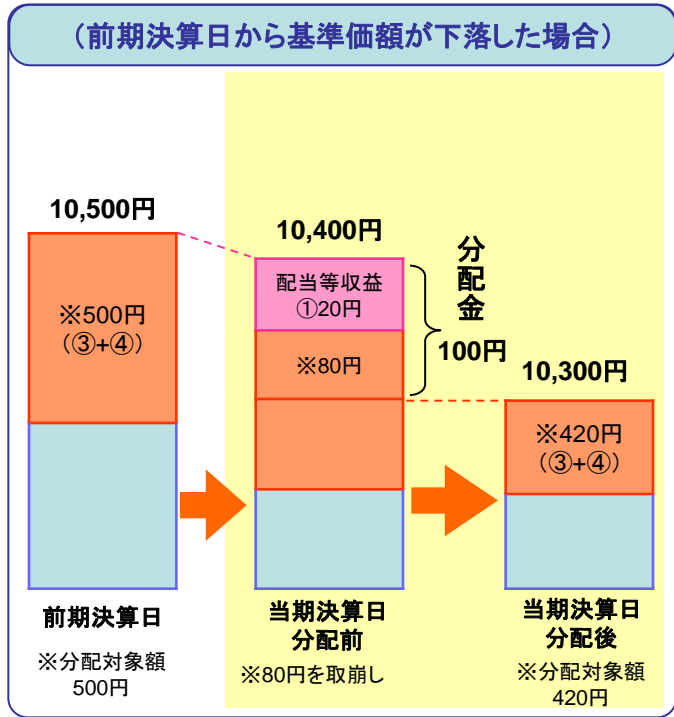 (前期決算日から基準価額が下落した場合)
10,500円
※500円
(③+④)
前期決算日
※分配対象額
500円
10,400円
配当等収益
①20円
※80円
分配金
100円
当期決算日
分配前
※80円を取崩し
10,300円
※420円
(③+④)
当期決算日
分配後
※分配対象額
420円